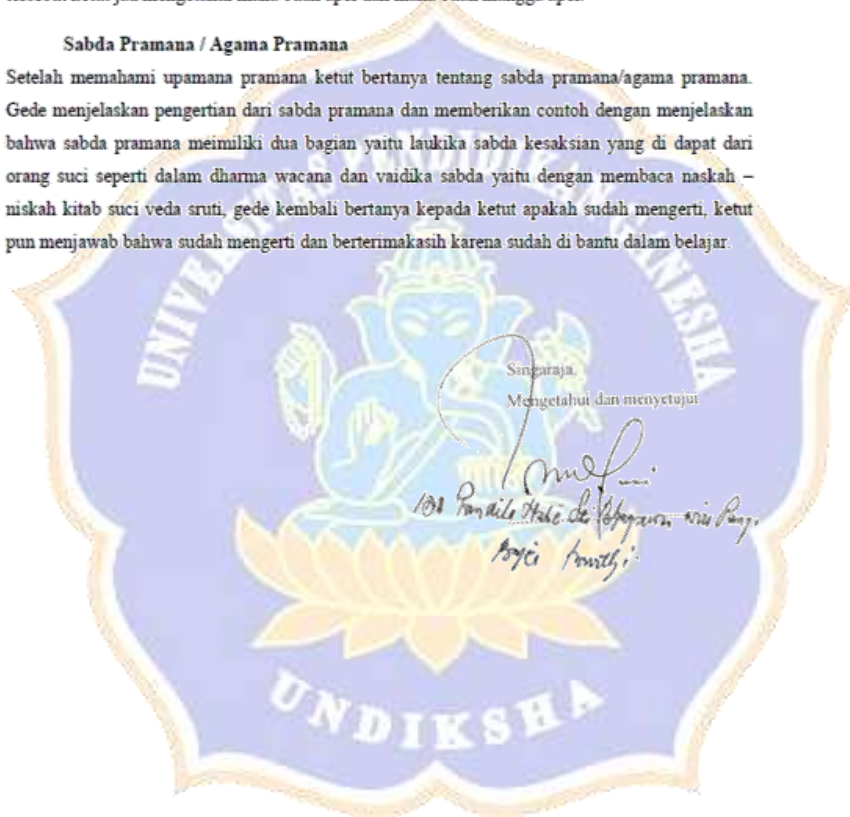 Sabda Pramana / Agama Pramana
Setelah memahami upamana pramana ketut bertanya tentang sabda pramana/agama pramana.
Gede menjelaskan pengertian dari sabda pramana dan memberikan contoh dengan menjelaskan
bahwa sabda pramana meimiliki dua bagian yaitu laukika sabda kesaksian yang di dapat dari
orang suci seperti dalam dharma wacana dan vaidika sabda yaitu dengan membaca naskah –
niskah kitab suci veda sruti, gede kembali bertanya kepada ketut apakah sudah mengerti, ketut
pun menjawab bahwa sudah mengerti dan berterimakasih karena sudah di bantu dalam belajar.
UNIVERSITAS PENDIDIKAN GANESHA
Singaraja,
Mengetahui dan menyetujui
UNDIKSHA